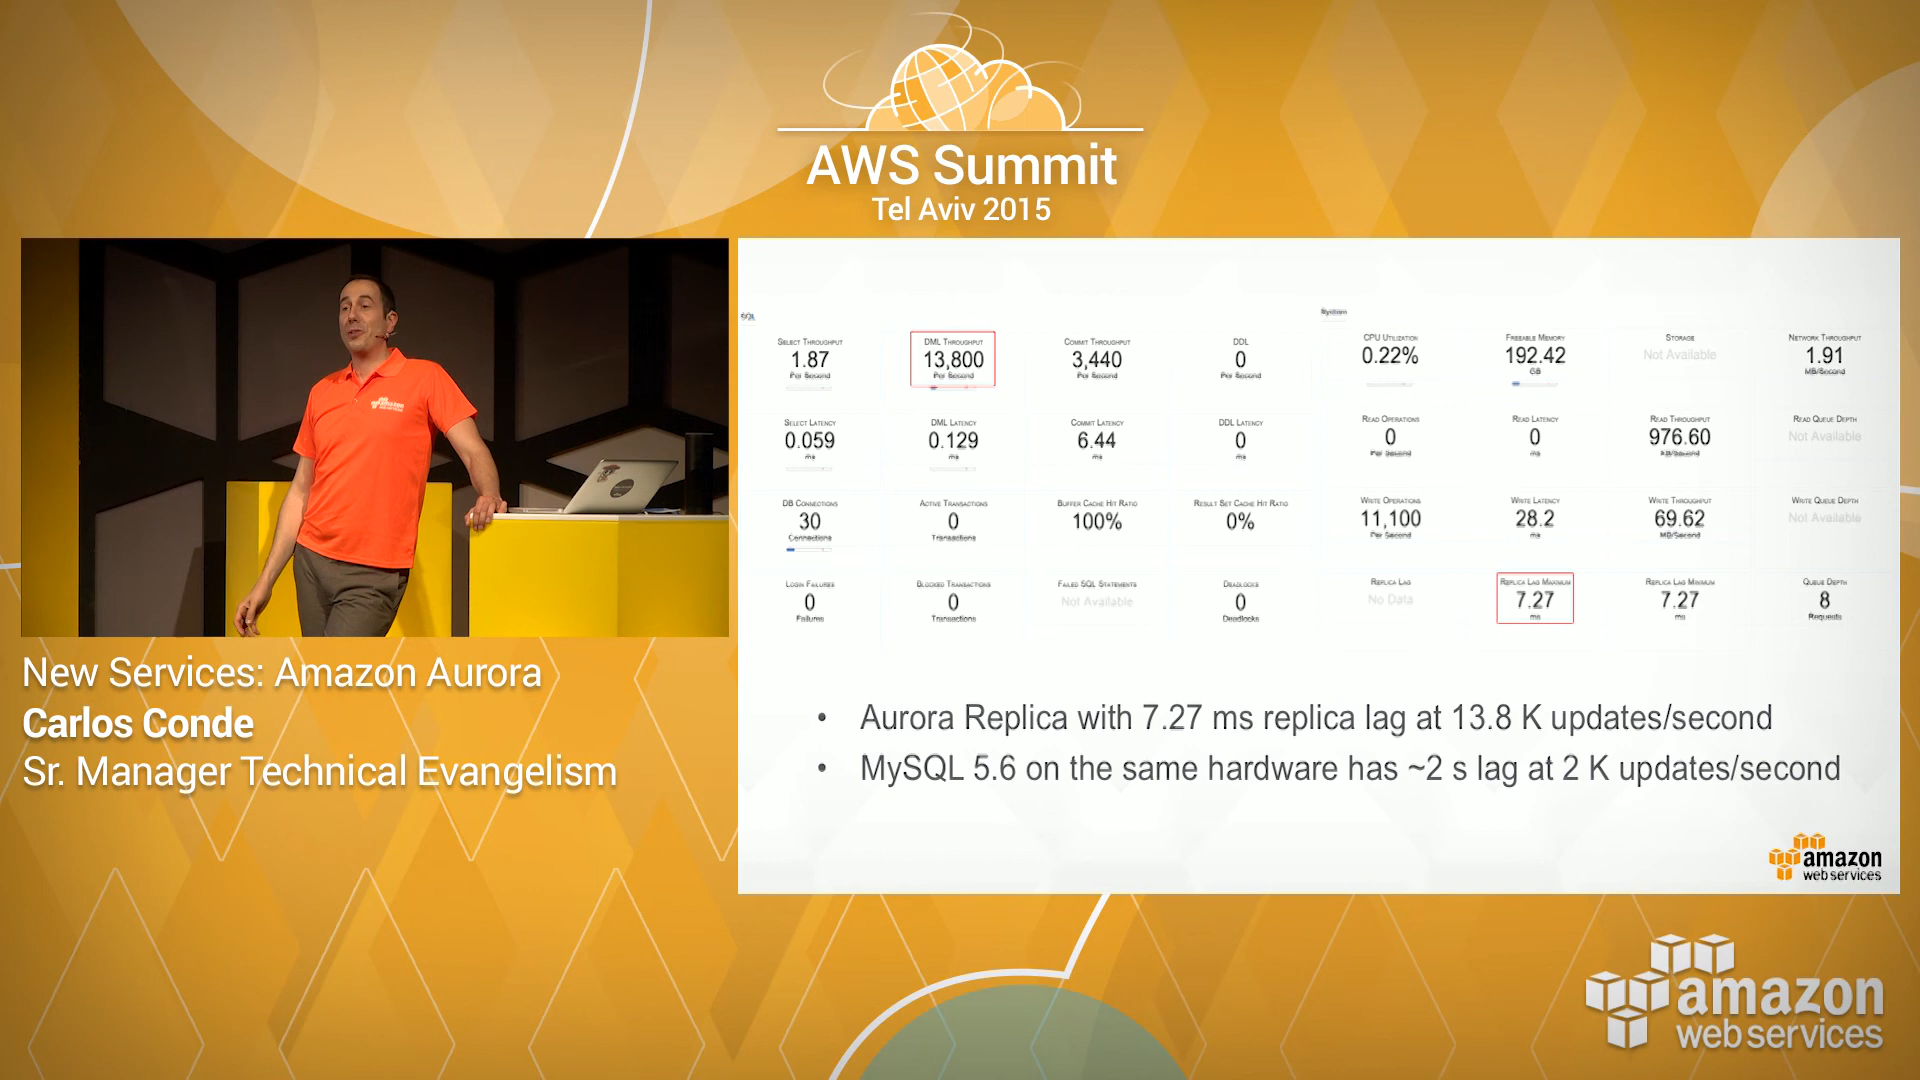 AWS Summit
Tel Aviv 2015
amazon
New Services: Amazon Aurora
Carlos Conde
Sr. Manager Technical Evangelism
SQL
SELECT THROUGHPUT
1.87
Per Second
DML THROUGHPUT
13,800
Per Second
COMMIT THROUGHPUT
3,440
Per Second
DDL
0
Per Second
SELECT LATENCY
0.059
ms
DML LATENCY
0.129
ms
COMMIT LATENCY
6.44
ms
DDL LATENCY
0
ms
DB CONNECTIONS
30
Connections
ACTIVE TRANSACTIONS
0
Transactions
BUFFER CACHE HIT RATIO
100%
RESULT SET CACHE HIT RATIO
0%
LOGIN FAILURES
0
Failures
BLOCKED TRANSACTIONS
0
Transactions
FAILED SQL STATEMENTS
Not Available
DEADLOCKS
0
Deadlocks
System
CPU UTILIZATION
0.22%
FREEABLE MEMORY
192.42
GB
STORAGE
Not Available
NETWORK THROUGHPUT
1.91
MB/Second
READ OPERATIONS
0
Per Second
READ LATENCY
0
ms
READ THROUGHPUT
976.60
KB/Second
READ QUEUE DEPTH
Not Available
WRITE OPERATIONS
11,100
Per Second
WRITE LATENCY
28.2
ms
WRITE THROUGHPUT
69.62
MB/Second
WRITE QUEUE DEPTH
Not Available
REPLICA LAG
No Data
REPLICA LAG MAXIMUM
7.27
ms
REPLICA LAG MINIMUM
7.27
ms
QUEUE DEPTH
8
Requests
• Aurora Replica with 7.27 ms replica lag at 13.8 K updates/second
• MySQL 5.6 on the same hardware has ~2 s lag at 2 K updates/second
amazon
web services
amazon
web services